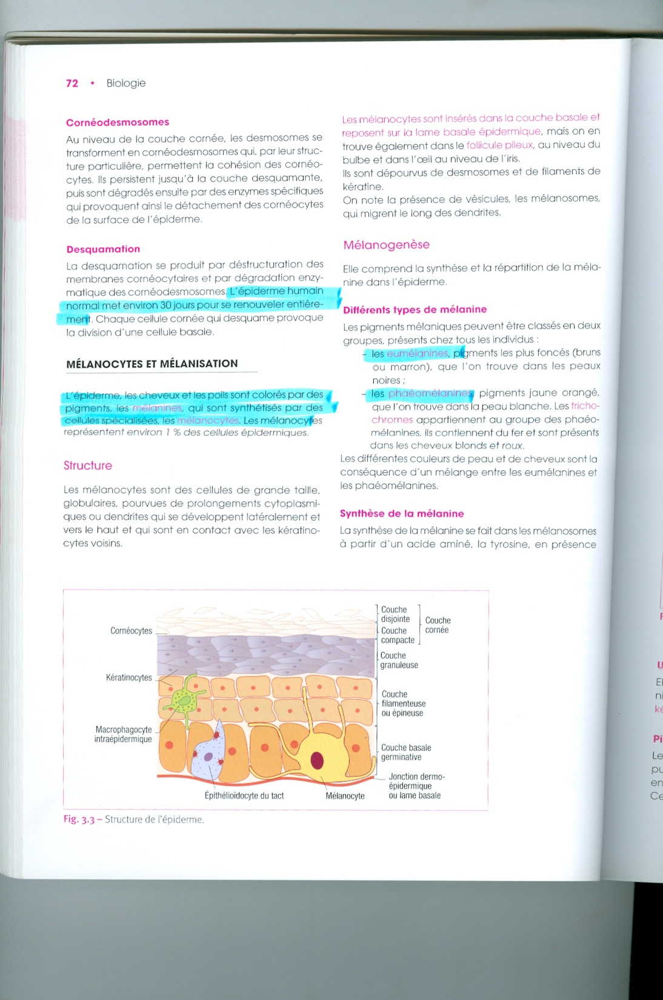 72 • Biologie
Cornéodesmosomes
Au niveau de la couche cornée, les desmosomes se
transforment en cornéodesmosomes qui, par leur struc-
ture particulière, permettent la cohésion des cornéo-
cytes. Ils persistent jusqu'à la couche desquamante,
puis sont dégradés ensuite par des enzymes spécifiques
qui provoquent ainsi le détachement des cornéocytes
de la surface de l'épiderme.
Desquamation
La desquamation se produit par déstructuration des
membranes cornéocytaires et par dégradation enzy-
matique des cornéodesmosomes. L'épiderme humain
normal met environ 30 jours pour se renouveler entière-
ment. Chaque cellule cornée qui desquame provoque
la division d'une cellule basale.
MÉLANOCYTES ET MÉLANISATION
L'épiderme, les cheveux et les poils sont colorés par des
pigments, les mélanines, qui sont synthétisés par des
cellules spécialisées, les mélanocytes. Les mélanocytes
représentent environ 1 % des cellules épidermiques.
Structure
Les mélanocytes sont des cellules de grande taille,
globulaires, pourvues de prolongements cytoplasmi-
ques ou dendrites qui se développent latéralement et
vers le haut et qui sont en contact avec les kératino-
cytes voisins.
Les mélanocytes sont insérés dans la couche basale et
reposent sur la lame basale épidermique, mais on en
trouve également dans le follicule pileux, au niveau du
bulbe et dans l'œil au niveau de l'iris.
Ils sont dépourvus de desmosomes et de filaments de
kératine.
On note la présence de vésicules, les mélanosomes,
qui migrent le long des dendrites.
Mélanogenèse
Elle comprend la synthèse et la répartition de la méla-
nine dans l'épiderme.
Différents types de mélanine
Les pigments mélaniques peuvent être classés en deux
groupes, présents chez tous les individus :
– les eumélanines, pigments les plus foncés (bruns
ou marron), que l'on trouve dans les peaux
noires ;
– les phaéomélanines, pigments jaune orangé,
que l'on trouve dans la peau blanche. Les tricho-
chromes appartiennent au groupe des phaéo-
mélanines, ils contiennent du fer et sont présents
dans les cheveux blonds et roux.
Les différentes couleurs de peau et de cheveux sont la
conséquence d'un mélange entre les eumélanines et
les phaéomélanines.
Synthèse de la mélanine
La synthèse de la mélanine se fait dans les mélanosomes
à partir d'un acide aminé, la tyrosine, en présence
Cornéocytes
Kératinocytes
Macrophagocyte
intraépidermique
Épithélioïdocyte du tact
Mélanocyte
Couche
disjointe
Couche
compacte
Couche
cornée
Couche
granuleuse
Couche
filamenteuse
ou épineuse
Couche basale
germinative
Jonction dermo-
épidermique
ou lame basale
Fig. 3.3 – Structure de l'épiderme.